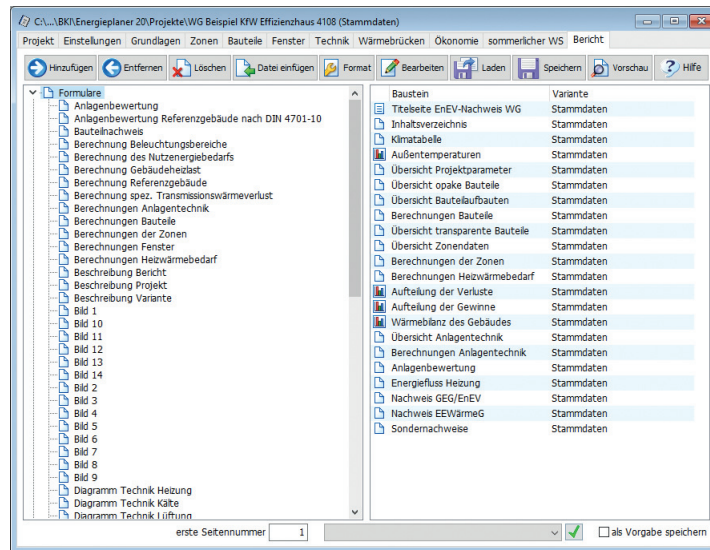 C:\...\BKI\Energieplaner 20\Projekte\WG Beispiel KfW Effizienzhaus 4108 (Stammdaten)
Projekt Einstellungen Grundlagen Zonen Bauteile Fenster Technik Wärmebrücken Ökonomie sommerlicher WS Bericht
Hinzufügen Entfernen Löschen Datei einfügen Format Bearbeiten Laden Speichern Vorschau Hilfe
Formulare
Anlagenbewertung
Anlagenbewertung Referenzgebäude nach DIN 4701-10
Bauteilnachweis
Berechnung Beleuchtungsbereiche
Berechnung des Nutzenergiebedarfs
Berechnung Gebäudeheizlast
Berechnung Referenzgebäude
Berechnung spez. Transmissionswärmeverlust
Berechnungen Anlagentechnik
Berechnungen Bauteile
Berechnungen der Zonen
Berechnungen Fenster
Berechnungen Heizwärmebedarf
Beschreibung Bericht
Beschreibung Projekt
Beschreibung Variante
Bild 1
Bild 10
Bild 11
Bild 12
Bild 13
Bild 14
Bild 2
Bild 3
Bild 4
Bild 5
Bild 6
Bild 7
Bild 8
Bild 9
Diagramm Technik Heizung
Diagramm Technik Kälte
Diagramm Technik Lüftung
Baustein Variante
Titelseite EnEV-Nachweis WG Stammdaten
Inhaltsverzeichnis Stammdaten
Klimatabelle Stammdaten
Außentemperaturen Stammdaten
Übersicht Projektparameter Stammdaten
Übersicht opake Bauteile Stammdaten
Übersicht Bauteilaufbauten Stammdaten
Berechnungen Bauteile Stammdaten
Übersicht transparente Bauteile Stammdaten
Übersicht Zonendaten Stammdaten
Berechnungen der Zonen Stammdaten
Berechnungen Heizwärmebedarf Stammdaten
Aufteilung der Verluste Stammdaten
Aufteilung der Gewinne Stammdaten
Wärmebilanz des Gebäudes Stammdaten
Übersicht Anlagentechnik Stammdaten
Berechnungen Anlagentechnik Stammdaten
Anlagenbewertung Stammdaten
Energiefluss Heizung Stammdaten
Nachweis GEG/EnEV Stammdaten
Nachweis EEWärmeG Stammdaten
Sondernachweise Stammdaten
erste Seitennummer 1 als Vorgabe speichern